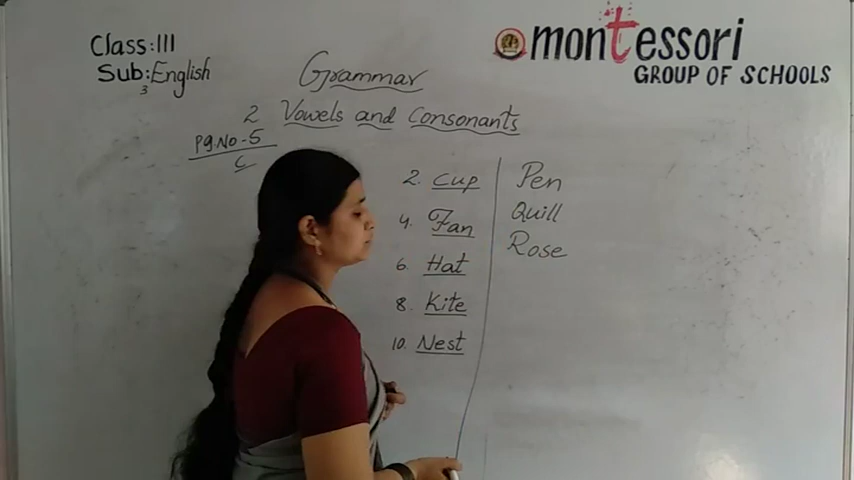 Class:III
Sub:English
3
Grammar
2 Vowels and Consonants
Pg.No-5
montessori
GROUP OF SCHOOLS
2. Cup
4. Fan
6. Hat
8. Kite
10. Nest
Pen
Quill
Rose